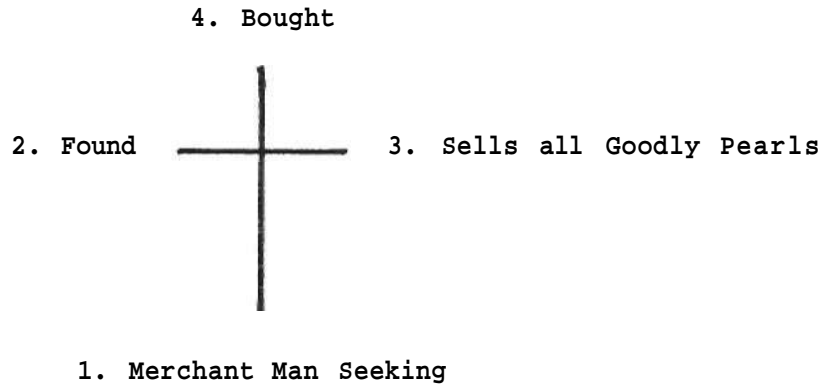 4. Bought
2. Found
3. Sells all Goodly Pearls
1. Merchant Man Seeking